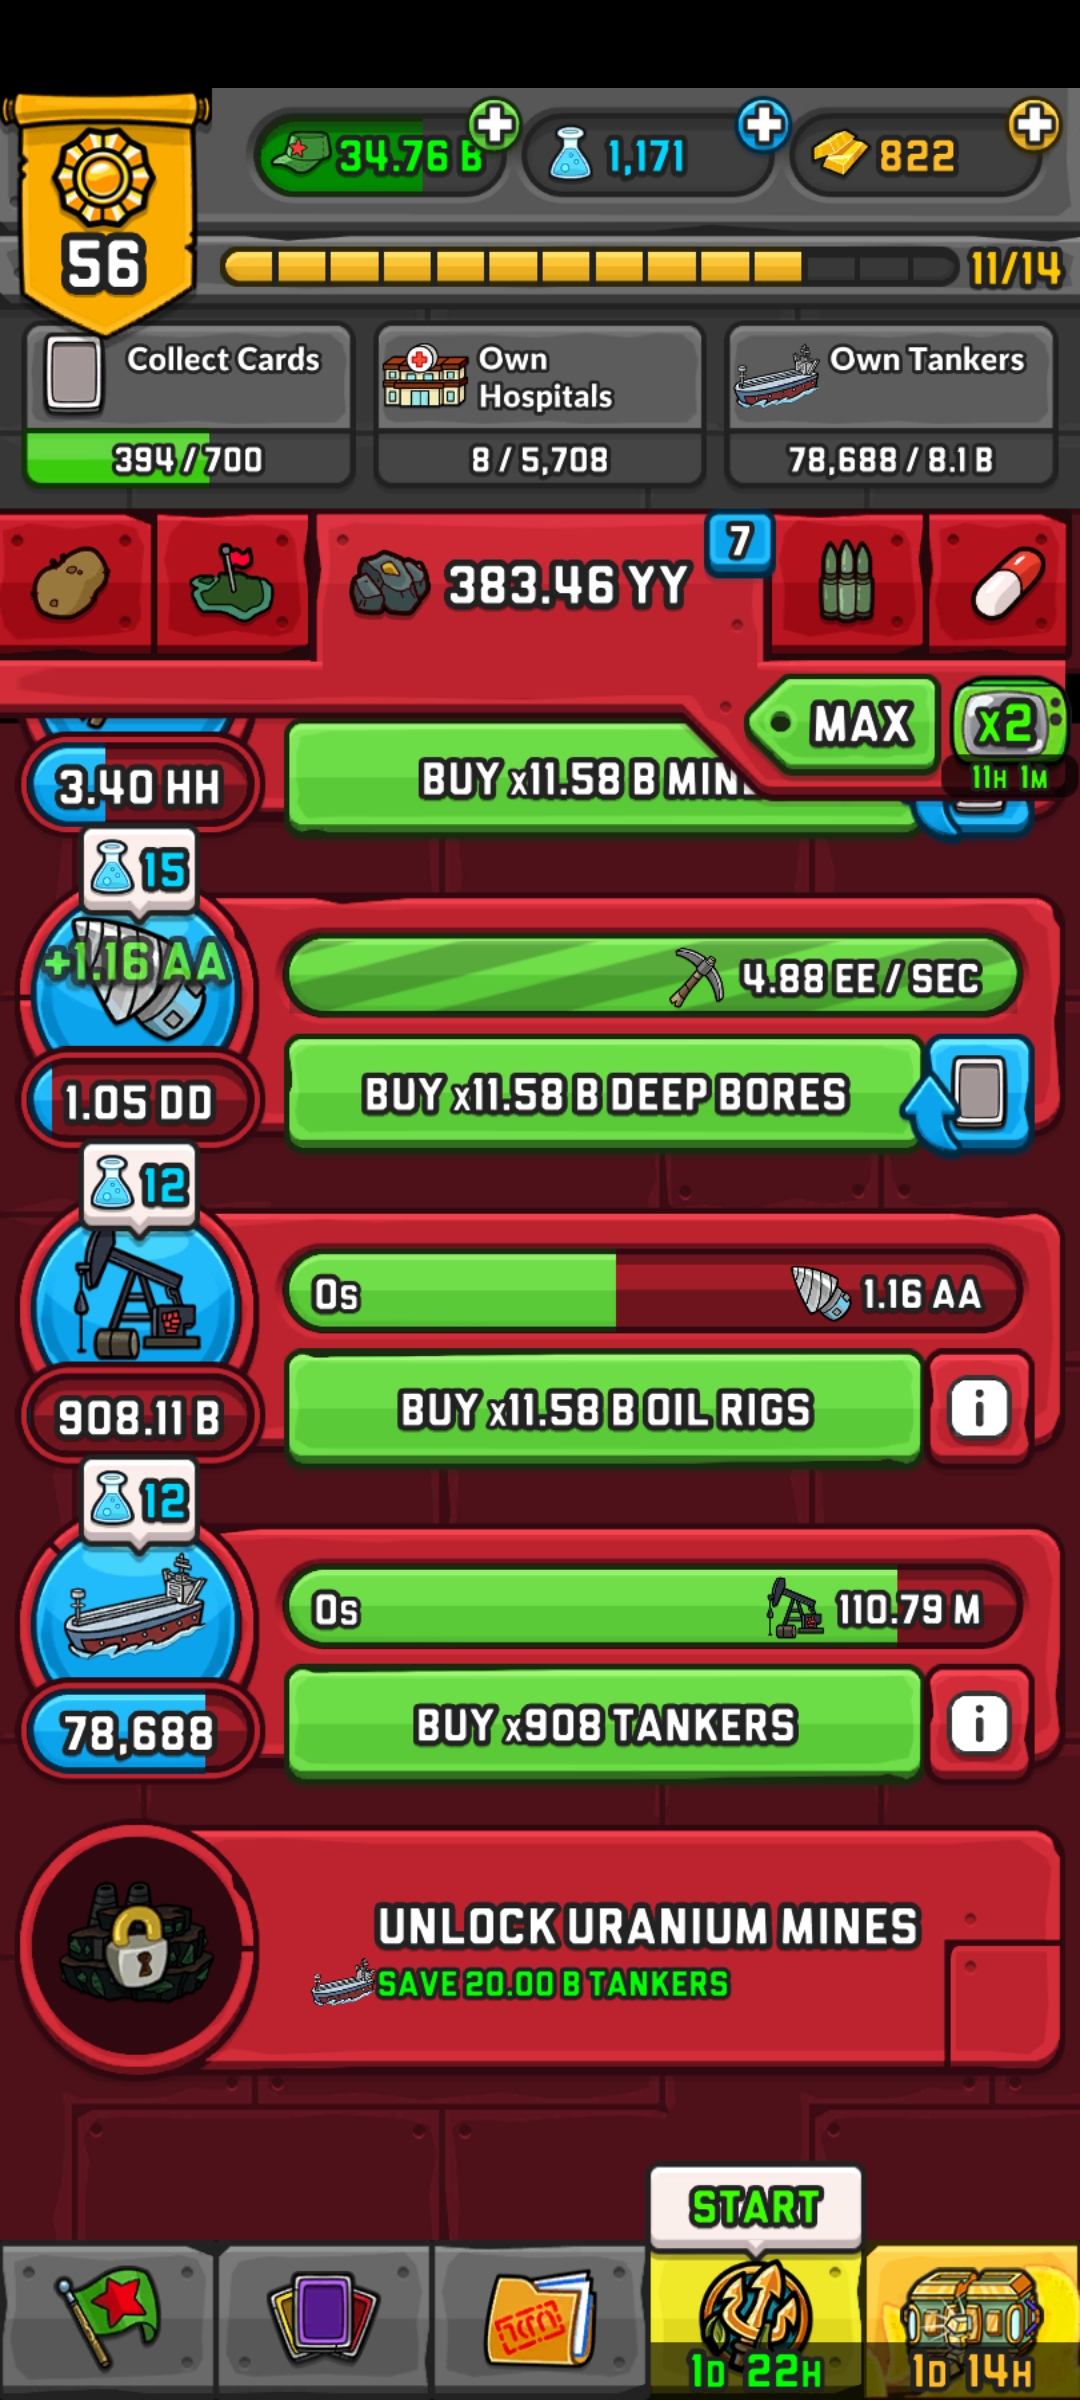 56
34.76 B
1,171
822
11/14
Collect Cards
394 / 700
Own
Hospitals
8 / 5,708
Own Tankers
78,688 / 8.1 B
383.46 YY
7
MAX
x2
11H 1M
3.40 HH
BUY x11.58 B
15
+1.16 AA
4.88 EE / SEC
1.05 DD
BUY x11.58 B DEEP BORES
12
0s
1.16 AA
908.11 B
BUY x11.58 B OIL RIGS
i
12
0s
110.79 M
78,688
BUY x908 TANKERS
i
UNLOCK URANIUM MINES
SAVE 20.00 B TANKERS
START
1D 22H
1D 14H